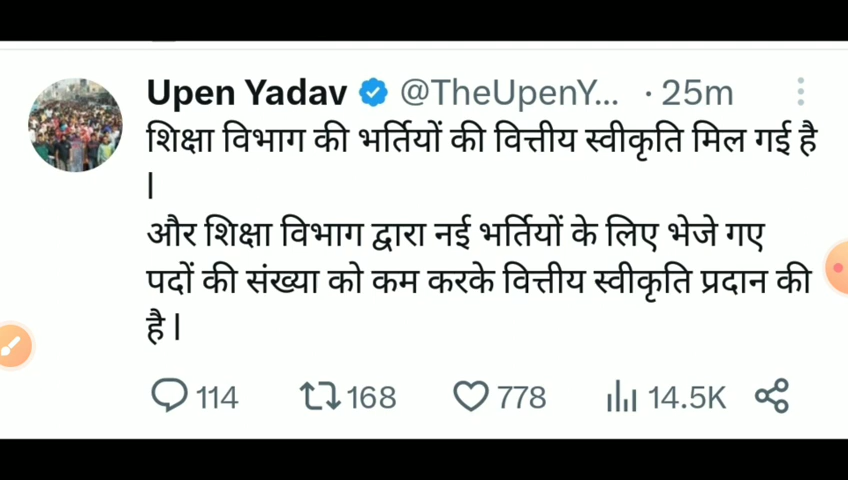 Upen Yadav @TheUpenY... · 25m
शिक्षा विभाग की भर्तियों की वित्तीय स्वीकृति मिल गई है
|
और शिक्षा विभाग द्वारा नई भर्तियों के लिए भेजे गए
पदों की संख्या को कम करके वित्तीय स्वीकृति प्रदान की
है |
114 168 778 14.5K